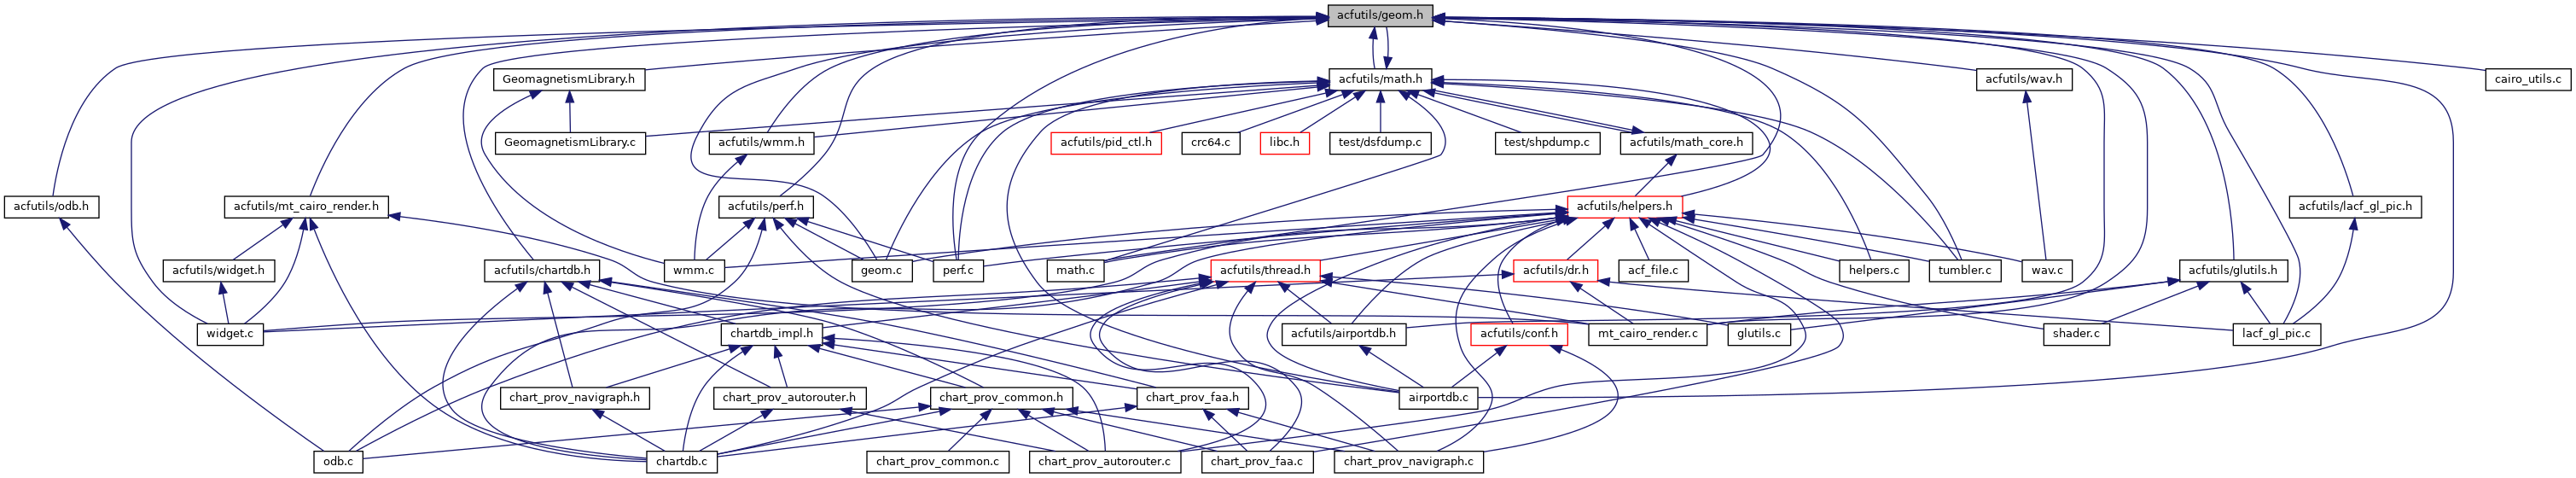 acfutils/geom.h
GeomagnetismLibrary.h
acfutils/math.h
acfutils/wav.h
cairo_utils.c
GeomagnetismLibrary.c
acfutils/wmm.h
acfutils/pid_ctl.h
crc64.c
libc.h
test/dsfdump.c
test/shpdump.c
acfutils/math_core.h
acfutils/odb.h
acfutils/mt_cairo_render.h
acfutils/perf.h
acfutils/helpers.h
acfutils/lacf_gl_pic.h
acfutils/widget.h
acfutils/chartdb.h
wmm.c
geom.c
perf.c
math.c
acfutils/thread.h
acfutils/dr.h
acf_file.c
helpers.c
tumbler.c
wav.c
acfutils/glutils.h
widget.c
chartdb_impl.h
acfutils/airportdb.h
acfutils/conf.h
mt_cairo_render.c
glutils.c
shader.c
lacf_gl_pic.c
chart_prov_navigraph.h
chart_prov_autorouter.h
chart_prov_common.h
chart_prov_faa.h
airportdb.c
odb.c
chartdb.c
chart_prov_common.c
chart_prov_autorouter.c
chart_prov_faa.c
chart_prov_navigraph.c